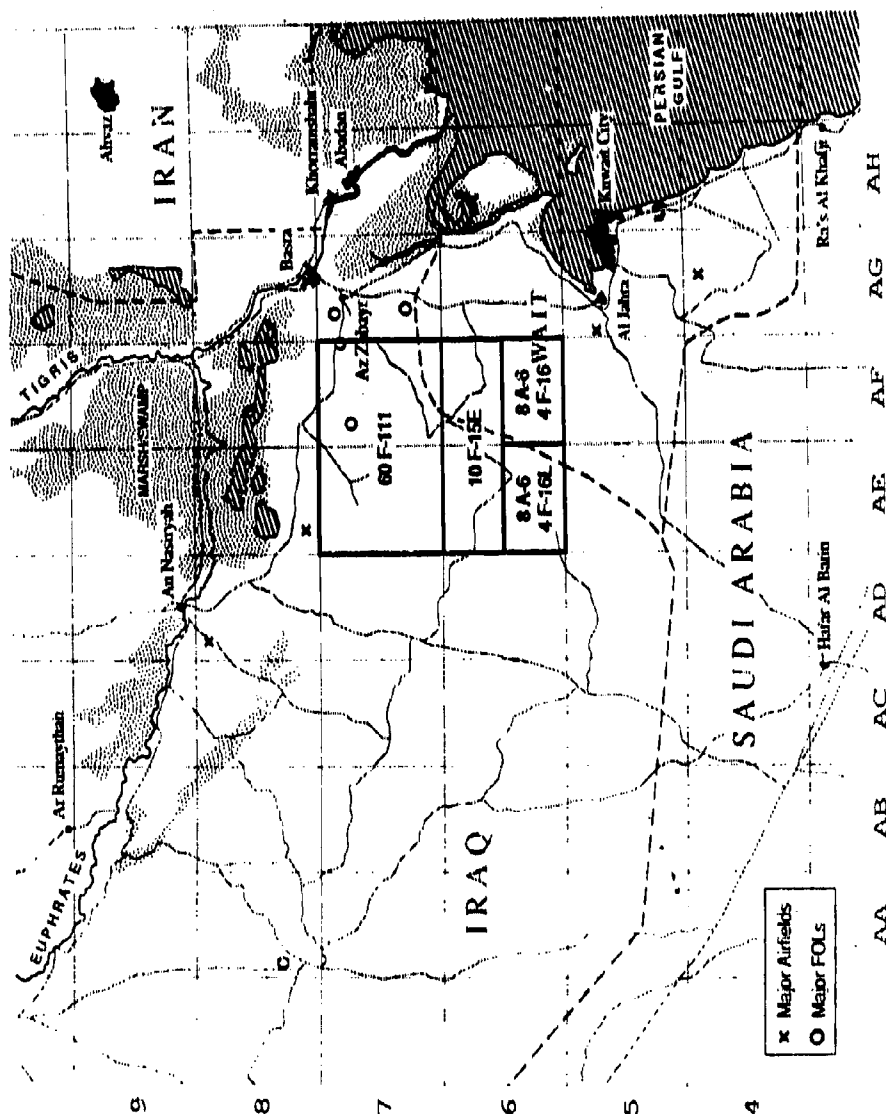 IRAN
Ahvaz
TIGRIS
Khorramshahr
Abadan
Basra
MARSH/SWAMP
An Nasiriyah
Ar Rumaythah
EUPHRATES
Az Zubayr
60 F-111
10 F-15E
8 A-6
4 F-16L
8 A-6
4 F-16
KUWAIT
Kuwait City
PERSIAN
GULF
Al Jahra
Ra's Al Khafji
IRAQ
SAUDI ARABIA
Hafar Al Batin
x Major Airfields
O Major FOLs
9
8
7
6
5
4
AA
AB
AC
AD
AE
AF
AG
AH